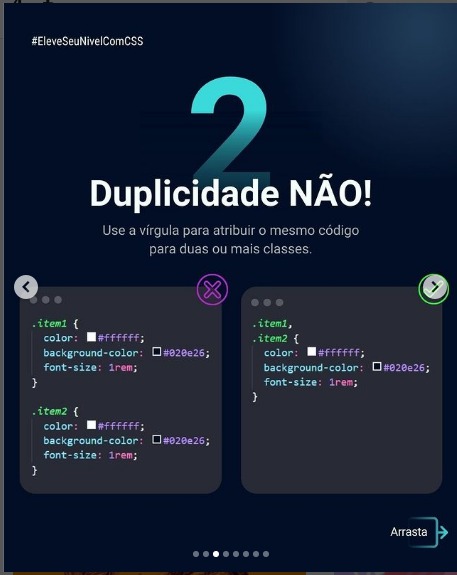 #EleveSeuNivelComCSS
2
Duplicidade NÃO!
Use a vírgula para atribuir o mesmo código
para duas ou mais classes.
.item1 {
color: #ffffff;
background-color: #020e26;
font-size: 1rem;
}
.item2 {
color: #ffffff;
background-color: #020e26;
font-size: 1rem;
}
.item1,
.item2 {
color: #ffffff;
background-color: #020e26;
font-size: 1rem;
}
Arrasta